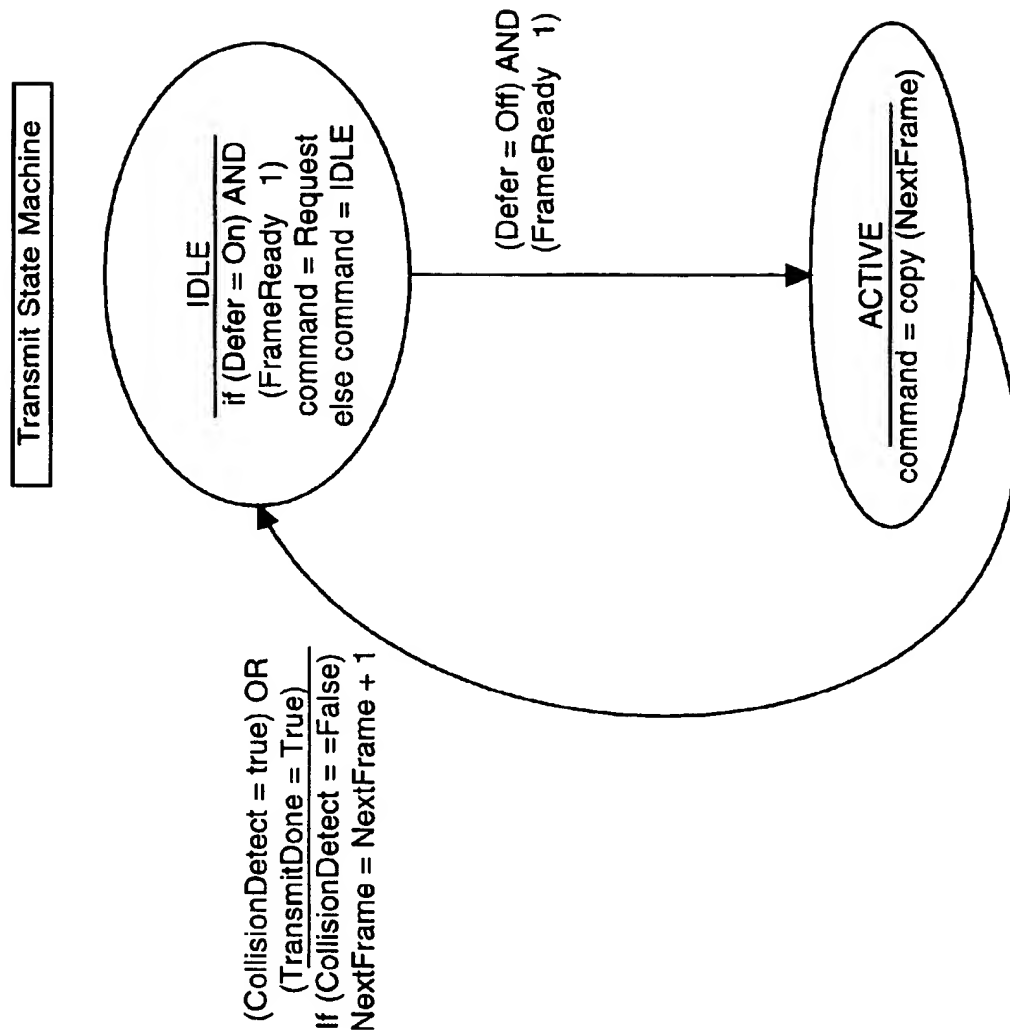 Transmit State Machine
IDLE
if (Defer = On) AND
(FrameReady 1)
command = Request
else command = IDLE
(Defer = Off) AND
(FrameReady 1)
ACTIVE
command = copy (NextFrame)
(CollisionDetect = true) OR
(TransmitDone = True)
If (CollisionDetect = =False)
NextFrame = NextFrame + 1